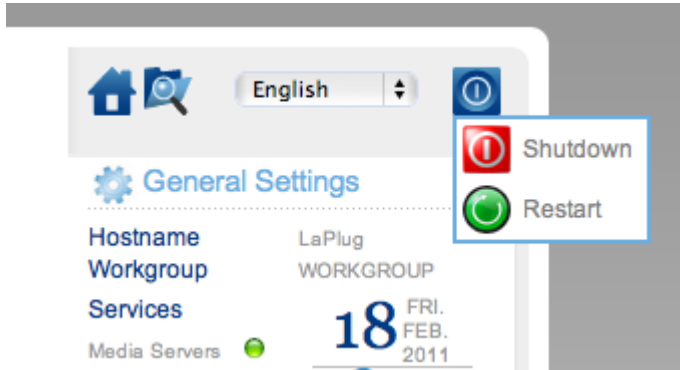 English
Shutdown
Restart
General Settings
Hostname LaPlug
Workgroup WORKGROUP
Services
Media Servers
18 FRI.
FEB.
2011